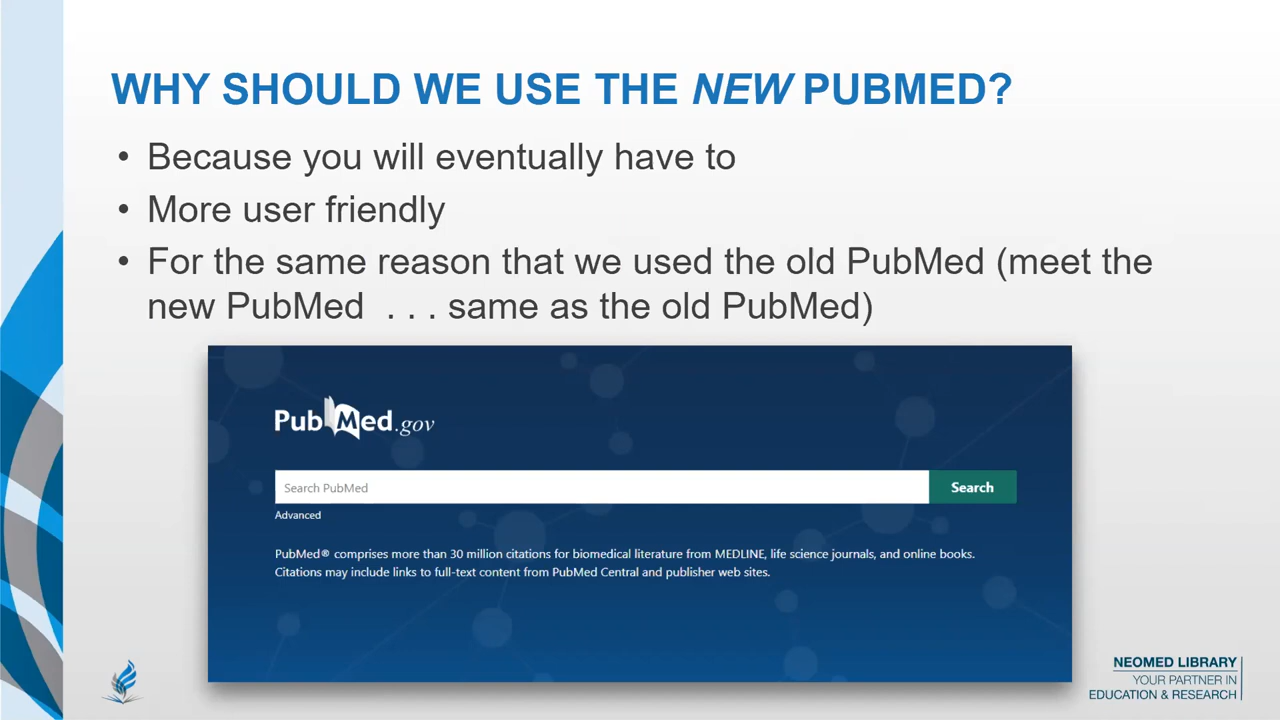 WHY SHOULD WE USE THE NEW PUBMED?
• Because you will eventually have to
• More user friendly
• For the same reason that we used the old PubMed (meet the
new PubMed . . . same as the old PubMed)
PubMed.gov
Search PubMed
Search
Advanced
PubMed® comprises more than 30 million citations for biomedical literature from MEDLINE, life science journals, and online books.
Citations may include links to full-text content from PubMed Central and publisher web sites.
NEOMED LIBRARY
YOUR PARTNER IN
EDUCATION & RESEARCH